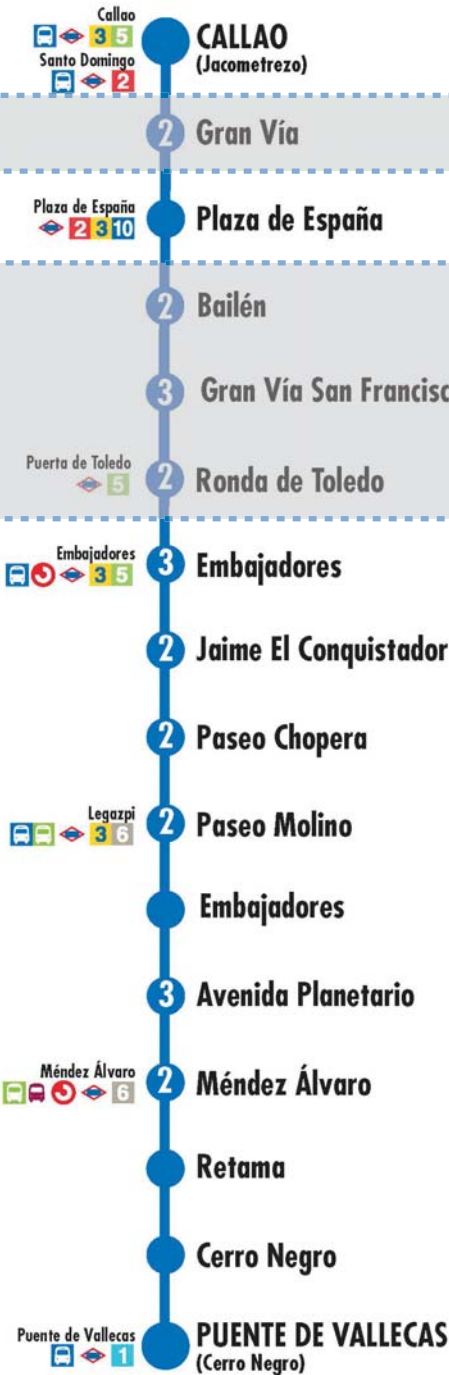 Callao
3 5
Santo Domingo
2
CALLAO
(Jacometrezo)
2 Gran Vía
Plaza de España
2 3 10
Plaza de España
2 Bailén
3 Gran Vía San Francisc
Puerta de Toledo
5
2 Ronda de Toledo
Embajadores
3 5
3 Embajadores
2 Jaime El Conquistador
2 Paseo Chopera
Legazpi
3 6
2 Paseo Molino
Embajadores
3 Avenida Planetario
Méndez Álvaro
6
2 Méndez Álvaro
Retama
Cerro Negro
Puente de Vallecas
1
PUENTE DE VALLECAS
(Cerro Negro)